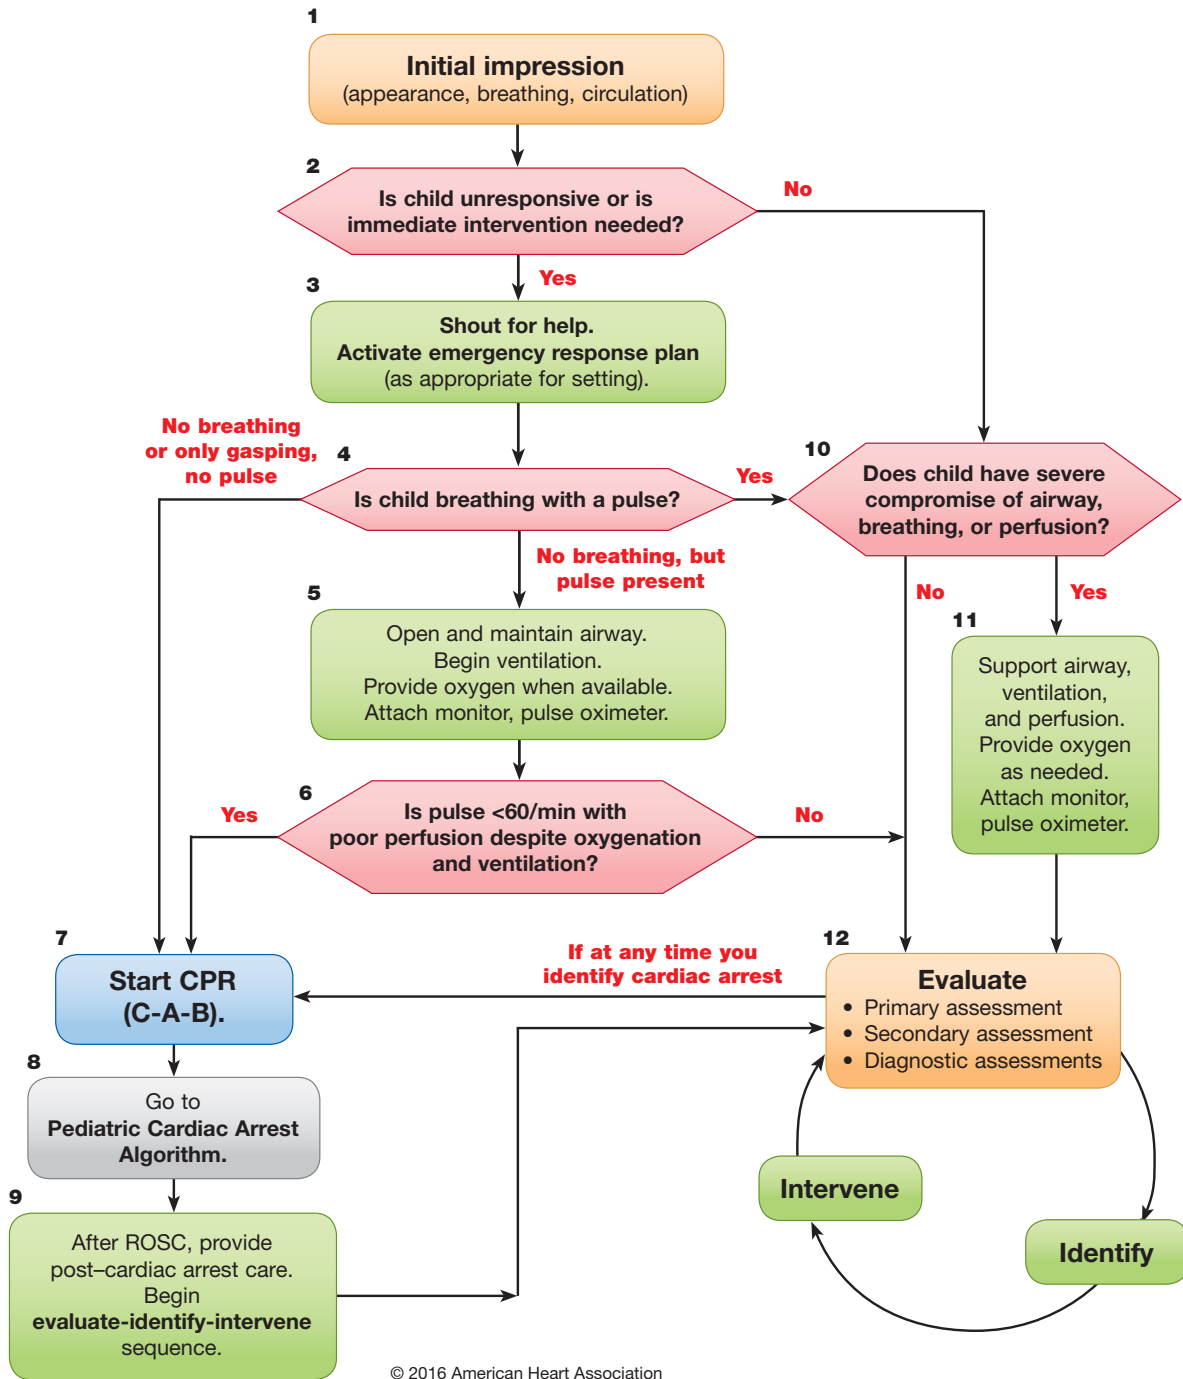 1
Initial impression
(appearance, breathing, circulation)
2
Is child unresponsive or is
immediate intervention needed?
No
Yes
3
Shout for help.
Activate emergency response plan
(as appropriate for setting).
No breathing
or only gasping,
no pulse
4
Is child breathing with a pulse?
Yes
10
Does child have severe
compromise of airway,
breathing, or perfusion?
No breathing, but
pulse present
No
Yes
5
Open and maintain airway.
Begin ventilation.
Provide oxygen when available.
Attach monitor, pulse oximeter.
11
Support airway,
ventilation,
and perfusion.
Provide oxygen
as needed.
Attach monitor,
pulse oximeter.
6
Is pulse <60/min with
poor perfusion despite oxygenation
and ventilation?
Yes
No
7
Start CPR
(C-A-B).
If at any time you
identify cardiac arrest
12
Evaluate
• Primary assessment
• Secondary assessment
• Diagnostic assessments
8
Go to
Pediatric Cardiac Arrest
Algorithm.
Intervene
Identify
9
After ROSC, provide
post–cardiac arrest care.
Begin
evaluate-identify-intervene
sequence.
© 2016 American Heart Association